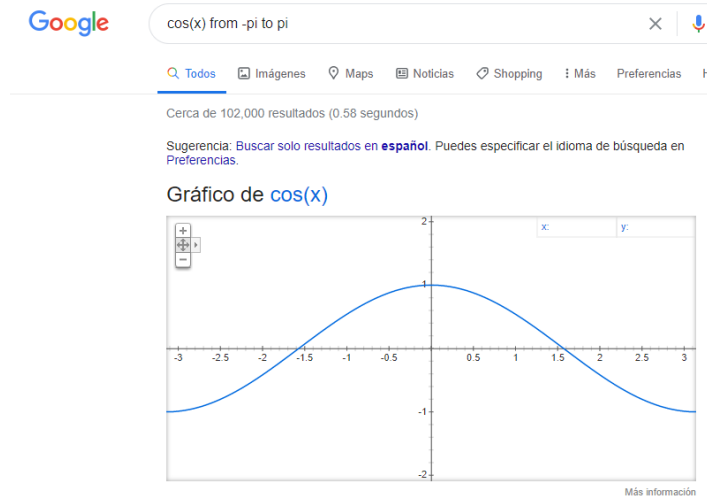 Google
cos(x) from -pi to pi
Todos Imágenes Maps Noticias Shopping Más Preferencias
Cerca de 102,000 resultados (0.58 segundos)
Sugerencia: Buscar solo resultados en español. Puedes especificar el idioma de búsqueda en
Preferencias.
Gráfico de cos(x)
x: y:
2
1
-3 -2.5 -2 -1.5 -1 -0.5 0.5 1 1.5 2 2.5 3
-1
-2
Más información